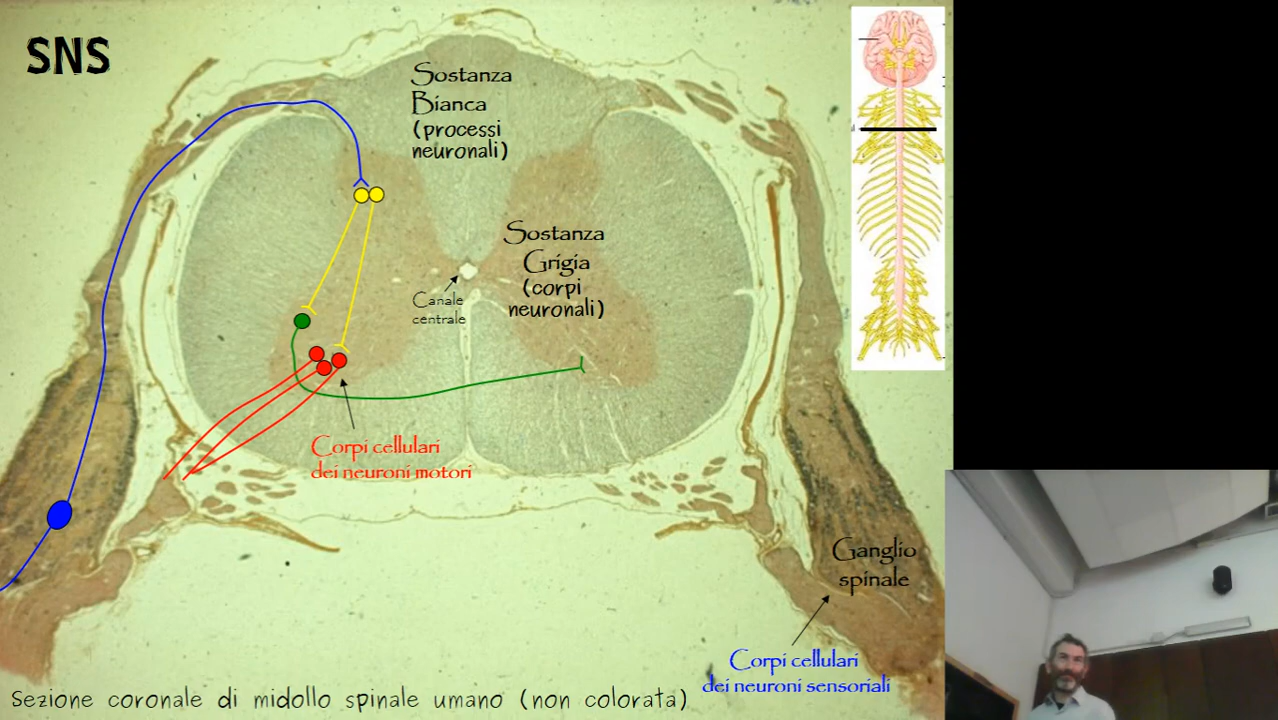 SNS
Sostanza
Bianca
(processi
neuronali)
Sostanza
Grigia
(corpi
neuronali)
Canale
centrale
Corpi cellulari
dei neuroni motori
Ganglio
spinale
Corpi cellulari
dei neuroni sensoriali
Sezione coronale di midollo spinale umano (non colorata)